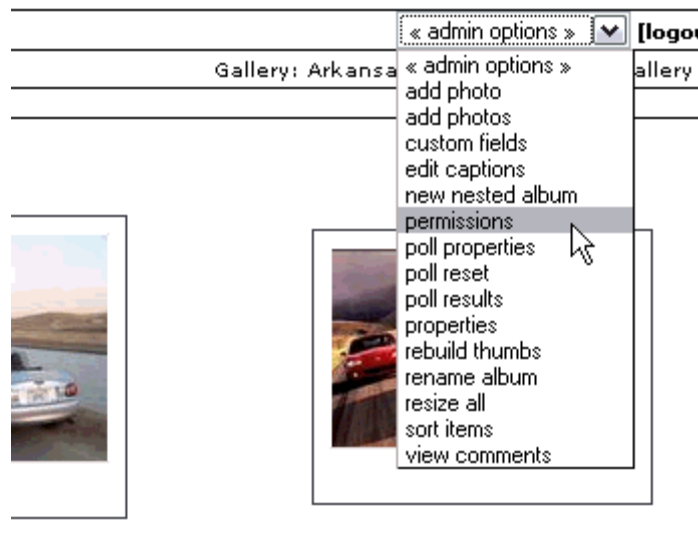 « admin options » [logou
Gallery: Arkansa allery
« admin options »
add photo
add photos
custom fields
edit captions
new nested album
permissions
poll properties
poll reset
poll results
properties
rebuild thumbs
rename album
resize all
sort items
view comments